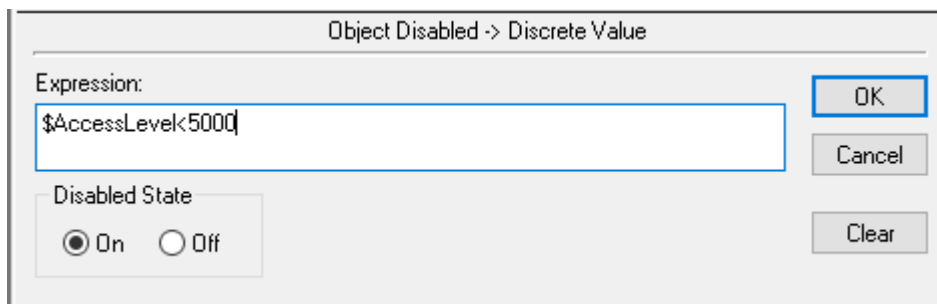 Object Disabled -> Discrete Value
Expression:
$AccessLevel<5000
OK
Cancel
Disabled State
On
Off
Clear